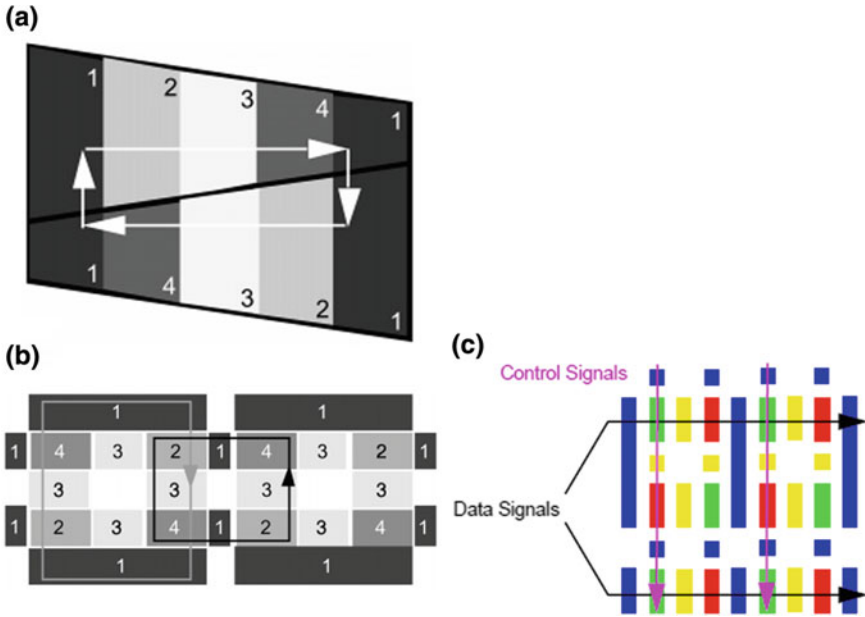 (a)
1 2 3 4 1
1 4 3 2 1
(b)
1 1
1 4 3 2 1 4 3 2 1
3 3 3 3
1 2 3 4 1 2 3 4 1
1 1
(c)
Control Signals
Data Signals